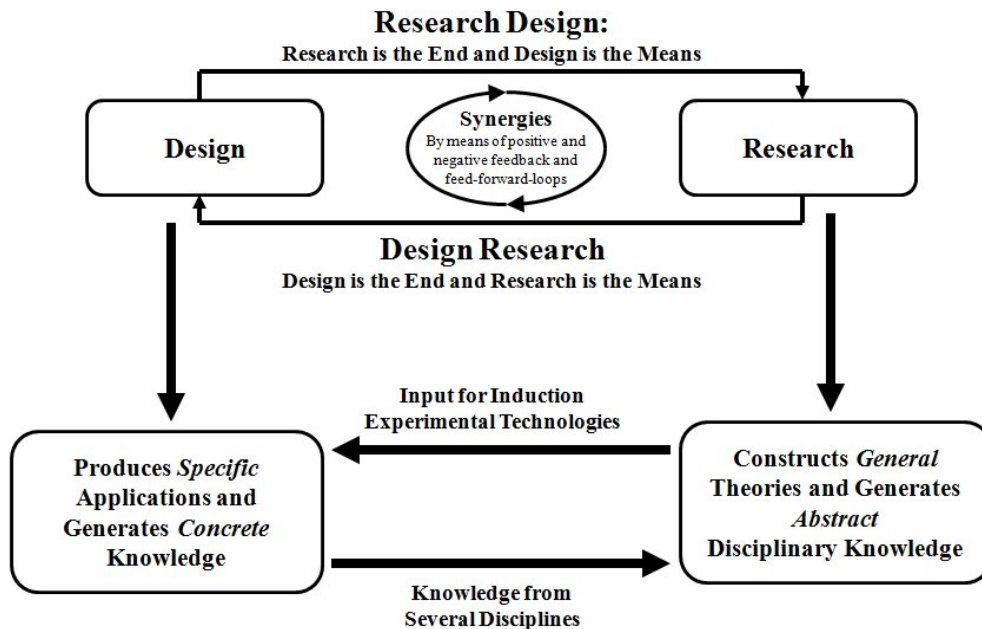 Research Design:
Research is the End and Design is the Means
Design
Synergies
By means of positive and
negative feedback and
feed-forward-loops
Research
Design Research
Design is the End and Research is the Means
Input for Induction
Experimental Technologies
Produces Specific
Applications and
Generates Concrete
Knowledge
Constructs General
Theories and Generates
Abstract
Disciplinary Knowledge
Knowledge from
Several Disciplines